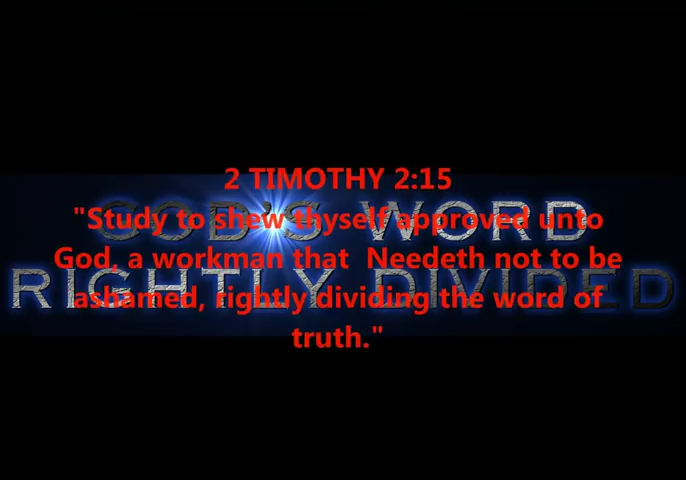 2 TIMOTHY 2:15
"Study to shew thyself approved unto
God, a workman that  Needeth not to be
ashamed, rightly dividing the word of
truth."
GOD'S WORD
RIGHTLY DIVIDED